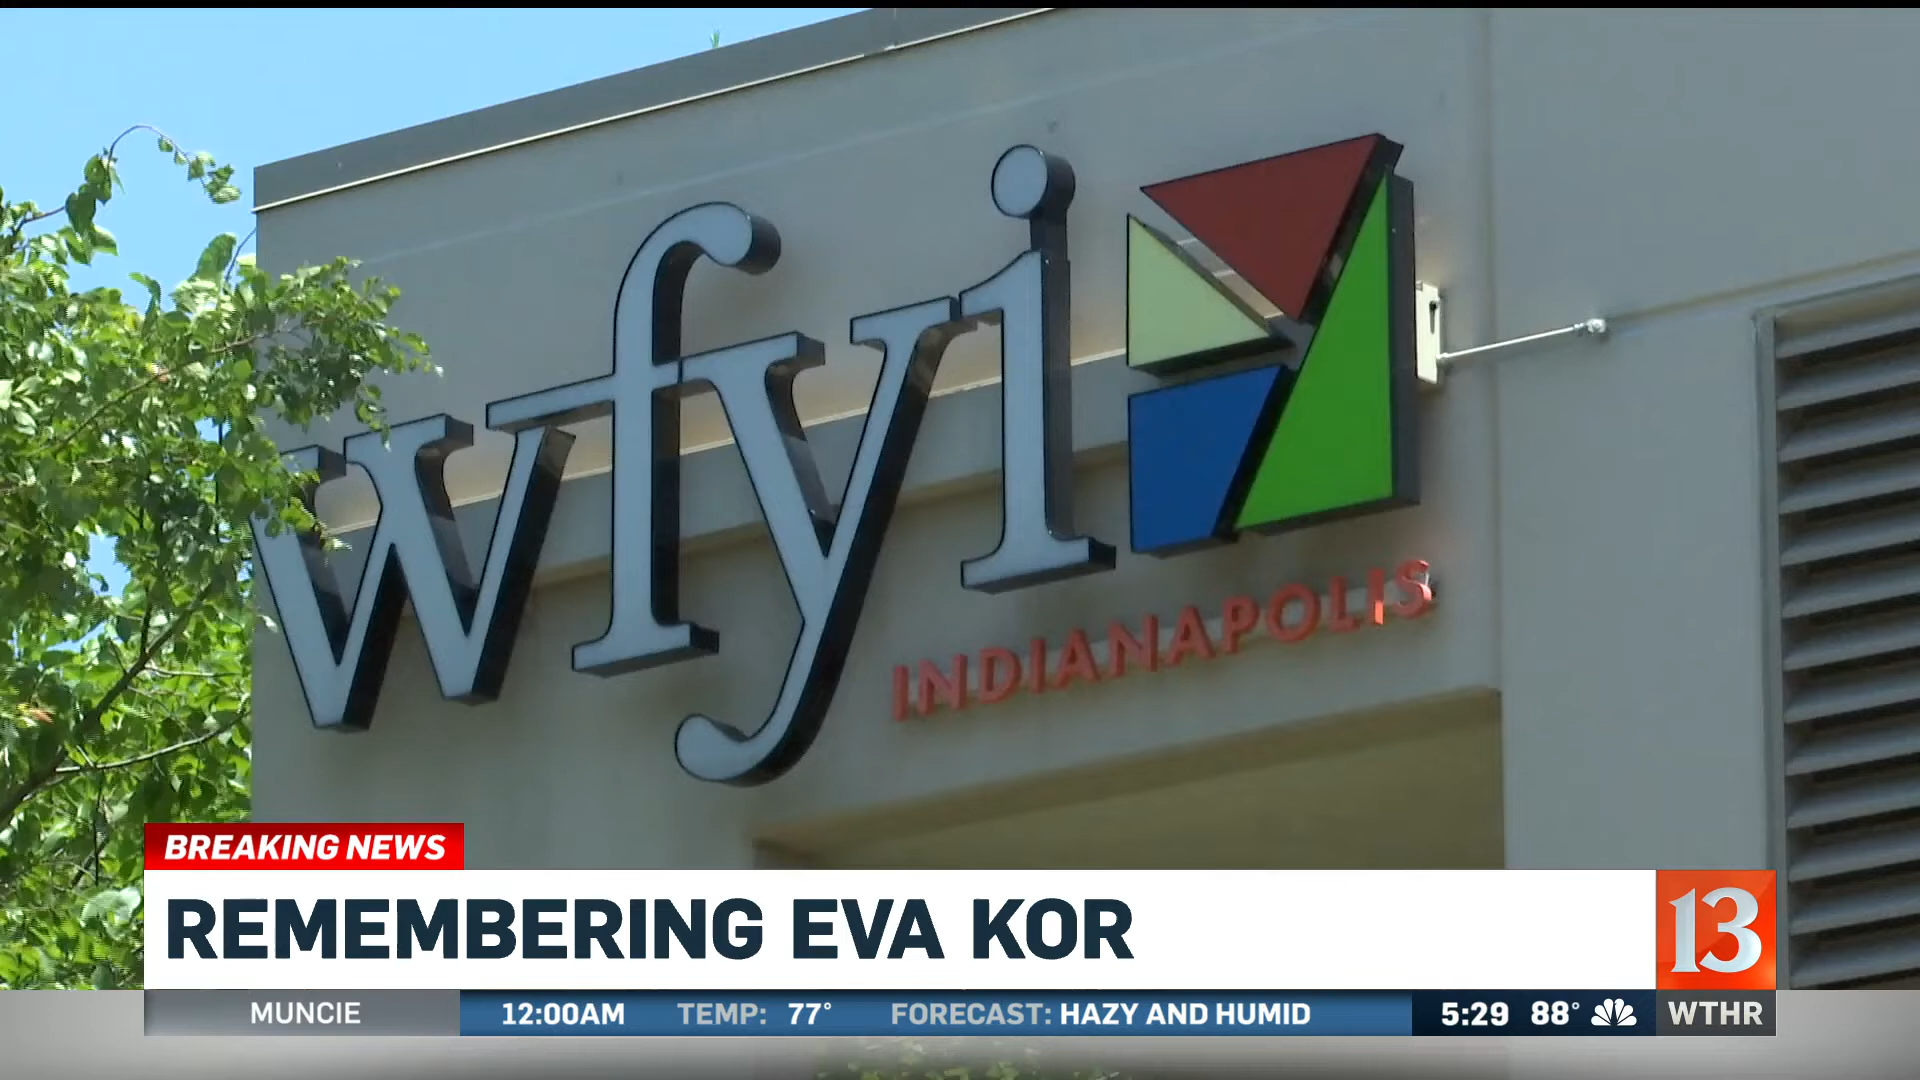 wfyi
INDIANAPOLIS
BREAKING NEWS
REMEMBERING EVA KOR
13
MUNCIE 12:00AM TEMP: 77° FORECAST: HAZY AND HUMID 5:29 88° WTHR